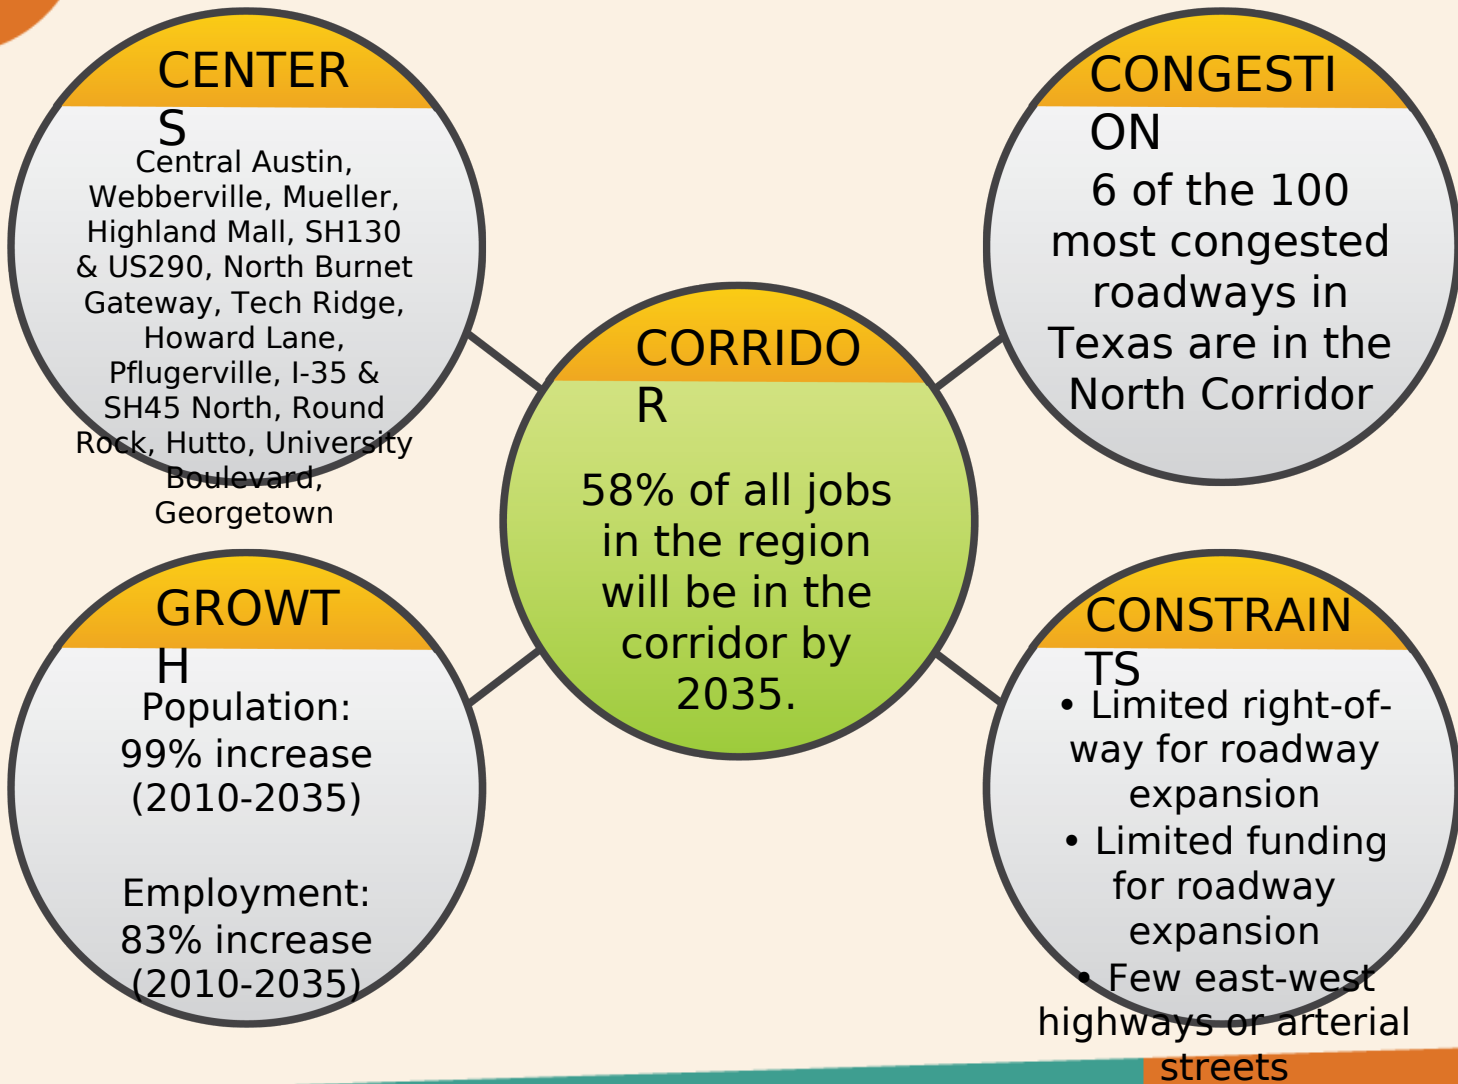 CENTER
S
Central Austin,
Webberville, Mueller,
Highland Mall, SH130
& US290, North Burnet
Gateway, Tech Ridge,
Howard Lane,
Pflugerville, I-35 &
SH45 North, Round
Rock, Hutto, University
Boulevard,
Georgetown
CONGESTI
ON
6 of the 100
most congested
roadways in
Texas are in the
North Corridor
CORRIDO
R
58% of all jobs
in the region
will be in the
corridor by
2035.
GROWT
H
Population:
99% increase
(2010-2035)
Employment:
83% increase
(2010-2035)
CONSTRAIN
TS
• Limited right-of-
way for roadway
expansion
• Limited funding
for roadway
expansion
• Few east-west
highways or arterial
streets